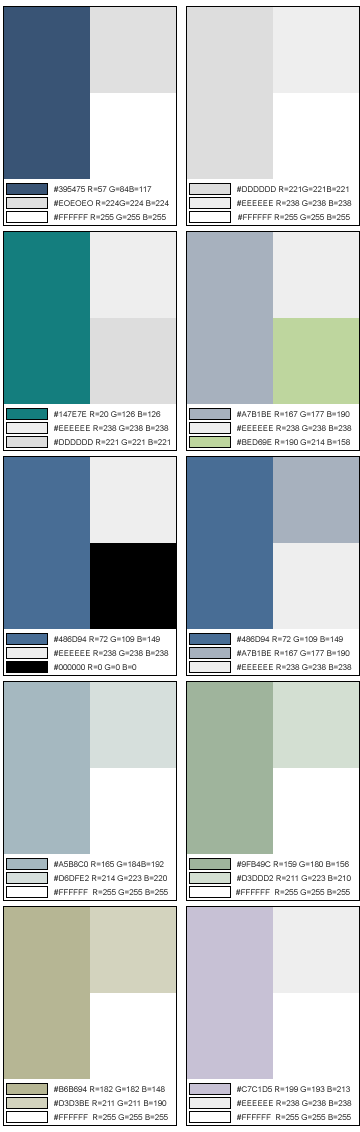 #395475 R=57 G=84B=117
#EOEOEO R=224G=224 B=224
#FFFFFF R=255 G=255 B=255
#DDDDDD R=221G=221B=221
#EEEEEE R=238 G=238 B=238
#FFFFFF R=255 G=255 B=255
#147E7E R=20 G=126 B=126
#EEEEEE R=238 G=238 B=238
#DDDDDD R=221 G=221 B=221
#A7B1BE R=167 G=177 B=190
#EEEEEE R=238 G=238 B=238
#BED69E R=190 G=214 B=158
#486D94 R=72 G=109 B=149
#EEEEEE R=238 G=238 B=238
#000000 R=0 G=0 B=0
#486D94 R=72 G=109 B=149
#A7B1BE R=167 G=177 B=190
#EEEEEE R=238 G=238 B=238
#A5B8C0 R=165 G=184B=192
#D6DFE2 R=214 G=223 B=220
#FFFFFF R=255 G=255 B=255
#9FB49C R=159 G=180 B=156
#D3DDD2 R=211 G=223 B=210
#FFFFFF R=255 G=255 B=255
#B6B694 R=182 G=182 B=148
#D3D3BE R=211 G=211 B=190
#FFFFFF R=255 G=255 B=255
#C7C1D5 R=199 G=193 B=213
#EEEEEE R=238 G=238 B=238
#FFFFFF R=255 G=255 B=255